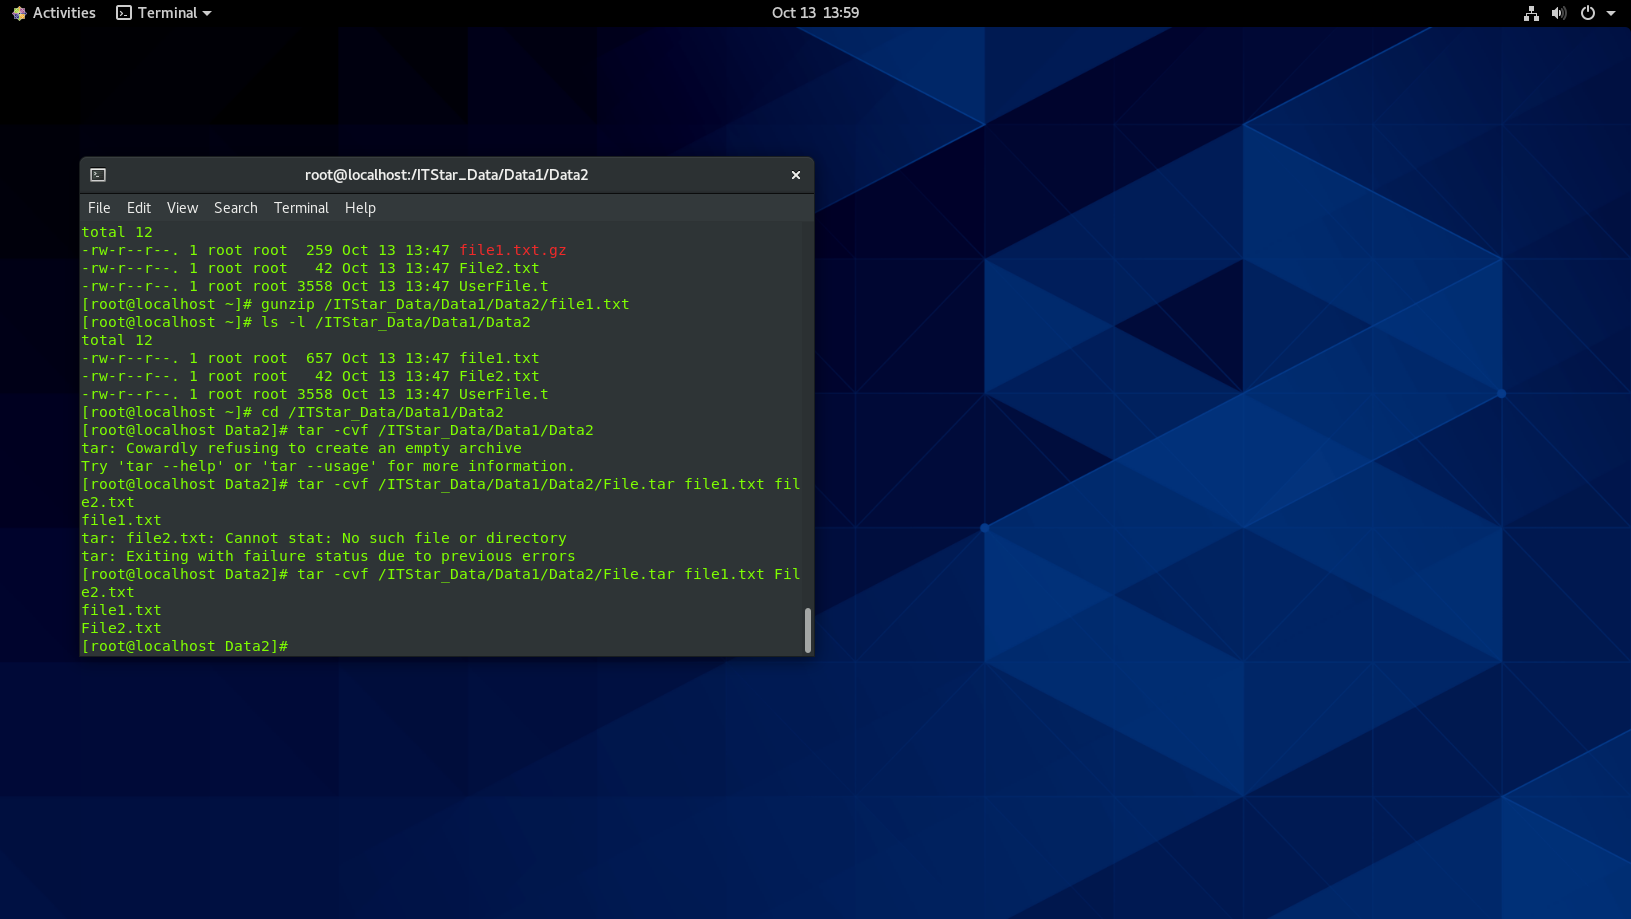 Activities Terminal Oct 13 13:59
root@localhost:/ITStar_Data/Data1/Data2
File Edit View Search Terminal Help
total 12
-rw-r--r--. 1 root root  259 Oct 13 13:47 file1.txt.gz
-rw-r--r--. 1 root root   42 Oct 13 13:47 File2.txt
-rw-r--r--. 1 root root 3558 Oct 13 13:47 UserFile.t
[root@localhost ~]# gunzip /ITStar_Data/Data1/Data2/file1.txt
[root@localhost ~]# ls -l /ITStar_Data/Data1/Data2
total 12
-rw-r--r--. 1 root root  657 Oct 13 13:47 file1.txt
-rw-r--r--. 1 root root   42 Oct 13 13:47 File2.txt
-rw-r--r--. 1 root root 3558 Oct 13 13:47 UserFile.t
[root@localhost ~]# cd /ITStar_Data/Data1/Data2
[root@localhost Data2]# tar -cvf /ITStar_Data/Data1/Data2
tar: Cowardly refusing to create an empty archive
Try 'tar --help' or 'tar --usage' for more information.
[root@localhost Data2]# tar -cvf /ITStar_Data/Data1/Data2/File.tar file1.txt fil
e2.txt
file1.txt
tar: file2.txt: Cannot stat: No such file or directory
tar: Exiting with failure status due to previous errors
[root@localhost Data2]# tar -cvf /ITStar_Data/Data1/Data2/File.tar file1.txt Fil
e2.txt
file1.txt
File2.txt
[root@localhost Data2]#